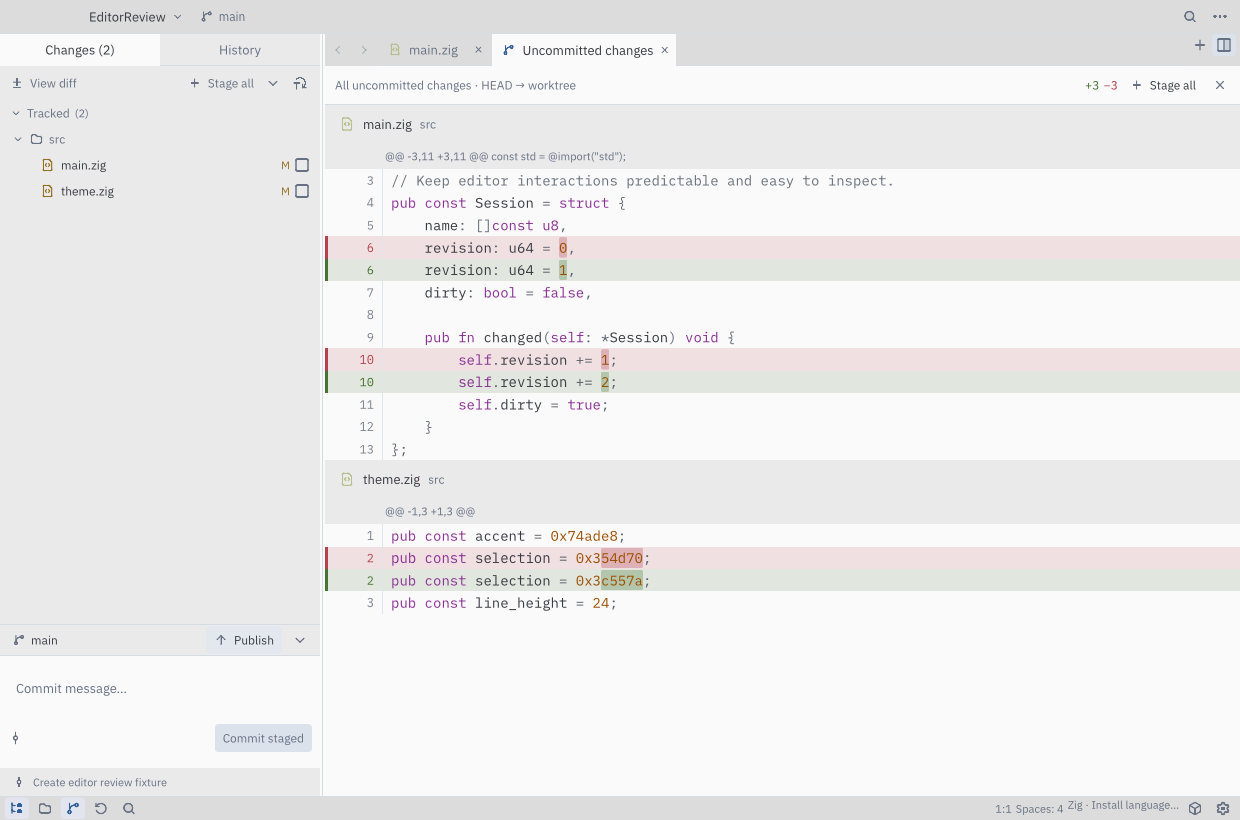 EditorReview main
Changes (2) History
main.zig Uncommitted changes
View diff Stage all
All uncommitted changes · HEAD → worktree +3 −3 Stage all
Tracked (2)
src
main.zig M
theme.zig M
main.zig src
@@ -3,11 +3,11 @@ const std = @import("std");
3 // Keep editor interactions predictable and easy to inspect.
4 pub const Session = struct {
5 name: []const u8,
6 revision: u64 = 0,
6 revision: u64 = 1,
7 dirty: bool = false,
8
9 pub fn changed(self: *Session) void {
10 self.revision += 1;
10 self.revision += 2;
11 self.dirty = true;
12 }
13 };
theme.zig src
@@ -1,3 +1,3 @@
1 pub const accent = 0x74ade8;
2 pub const selection = 0x354d70;
2 pub const selection = 0x3c557a;
3 pub const line_height = 24;
main Publish
Commit message...
Commit staged
Create editor review fixture
1:1 Spaces: 4 Zig · Install language...